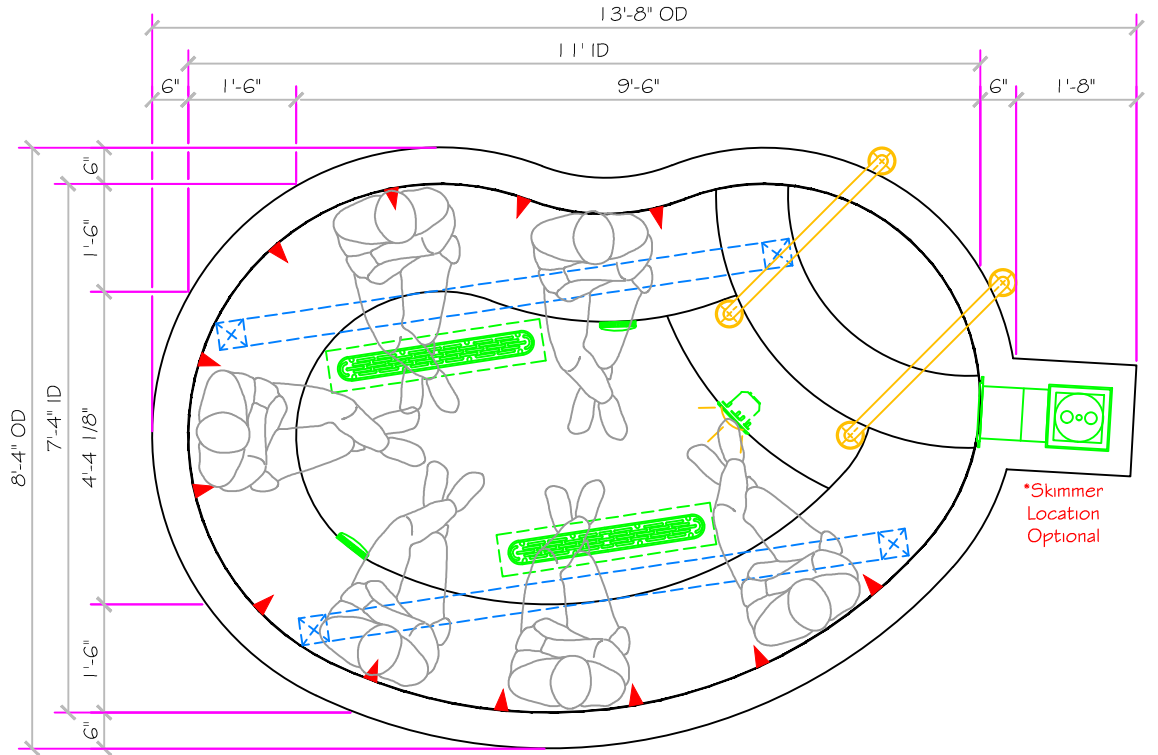 13'-8" OD
11' ID
6"
1'-6"
9'-6"
6"
1'-8"
6"
1'-6"
4'-4 1/8"
1'-6"
6"
7'-4" ID
8'-4" OD
*Skimmer
Location
Optional